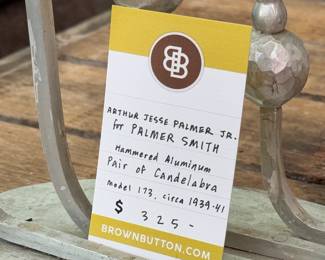 BB
ARTHUR JESSE PALMER JR.
for PALMER SMITH
Hammered Aluminum
Pair of Candelabra
Model 173, circa 1939-41
$ 325-
BROWNBUTTON.COM